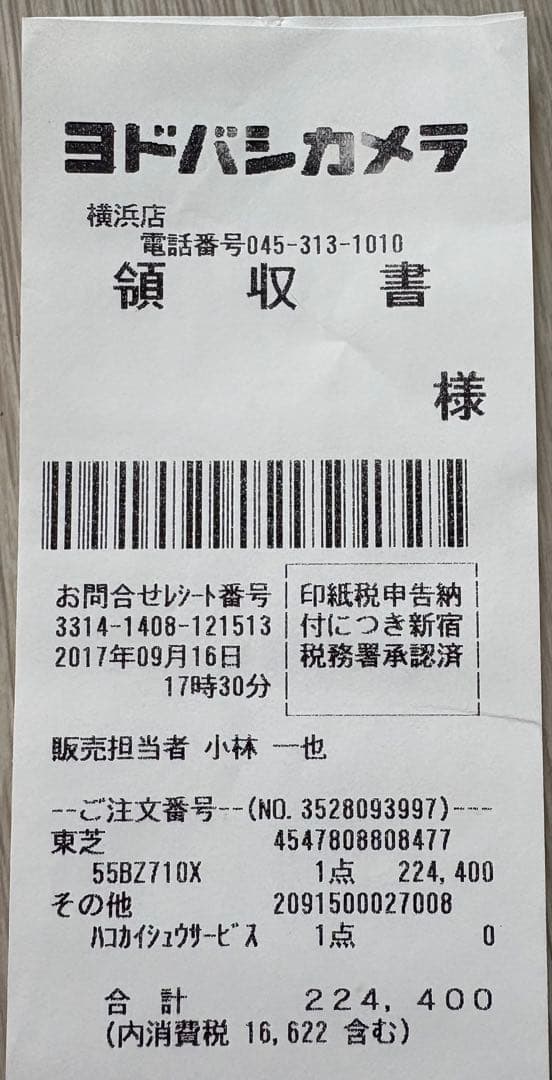 ヨドバシカメラ
横浜店
電話番号045-313-1010
領 収 書
様
お問合せﾚｼｰﾄ番号
3314-1408-121513
2017年09月16日
17時30分
印紙税申告納
付につき新宿
税務署承認済
販売担当者 小林 一也
--ご注文番号--(NO. 3528093997)---
東芝 4547808808477
55BZ710X 1点 224,400
その他 2091500027008
ﾊｺｶｲｼｭｳｻｰﾋﾞｽ 1点 0
合 計 224, 400
(内消費税 16,622 含む)